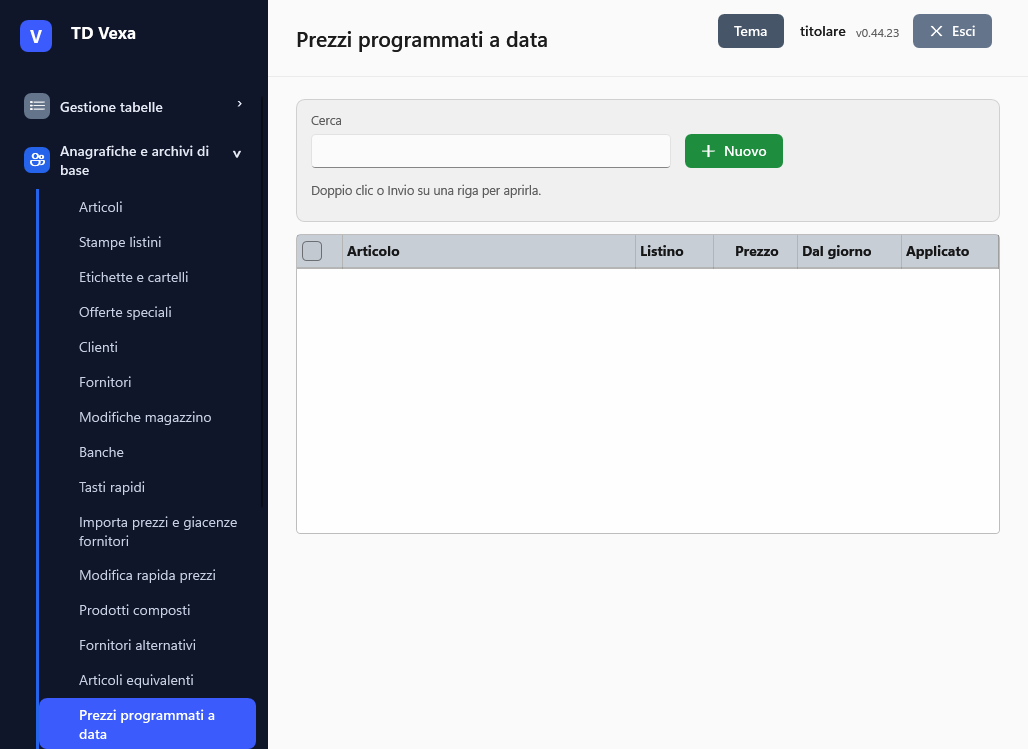 V
TD Vexa
Gestione tabelle
Anagrafiche e archivi di
base
Articoli
Stampe listini
Etichette e cartelli
Offerte speciali
Clienti
Fornitori
Modifiche magazzino
Banche
Tasti rapidi
Importa prezzi e giacenze
fornitori
Modifica rapida prezzi
Prodotti composti
Fornitori alternativi
Articoli equivalenti
Prezzi programmati a
data
Prezzi programmati a data
Tema
titolare
v0.44.23
Esci
Cerca
Nuovo
Doppio clic o Invio su una riga per aprirla.
Articolo Listino Prezzo Dal giorno Applicato